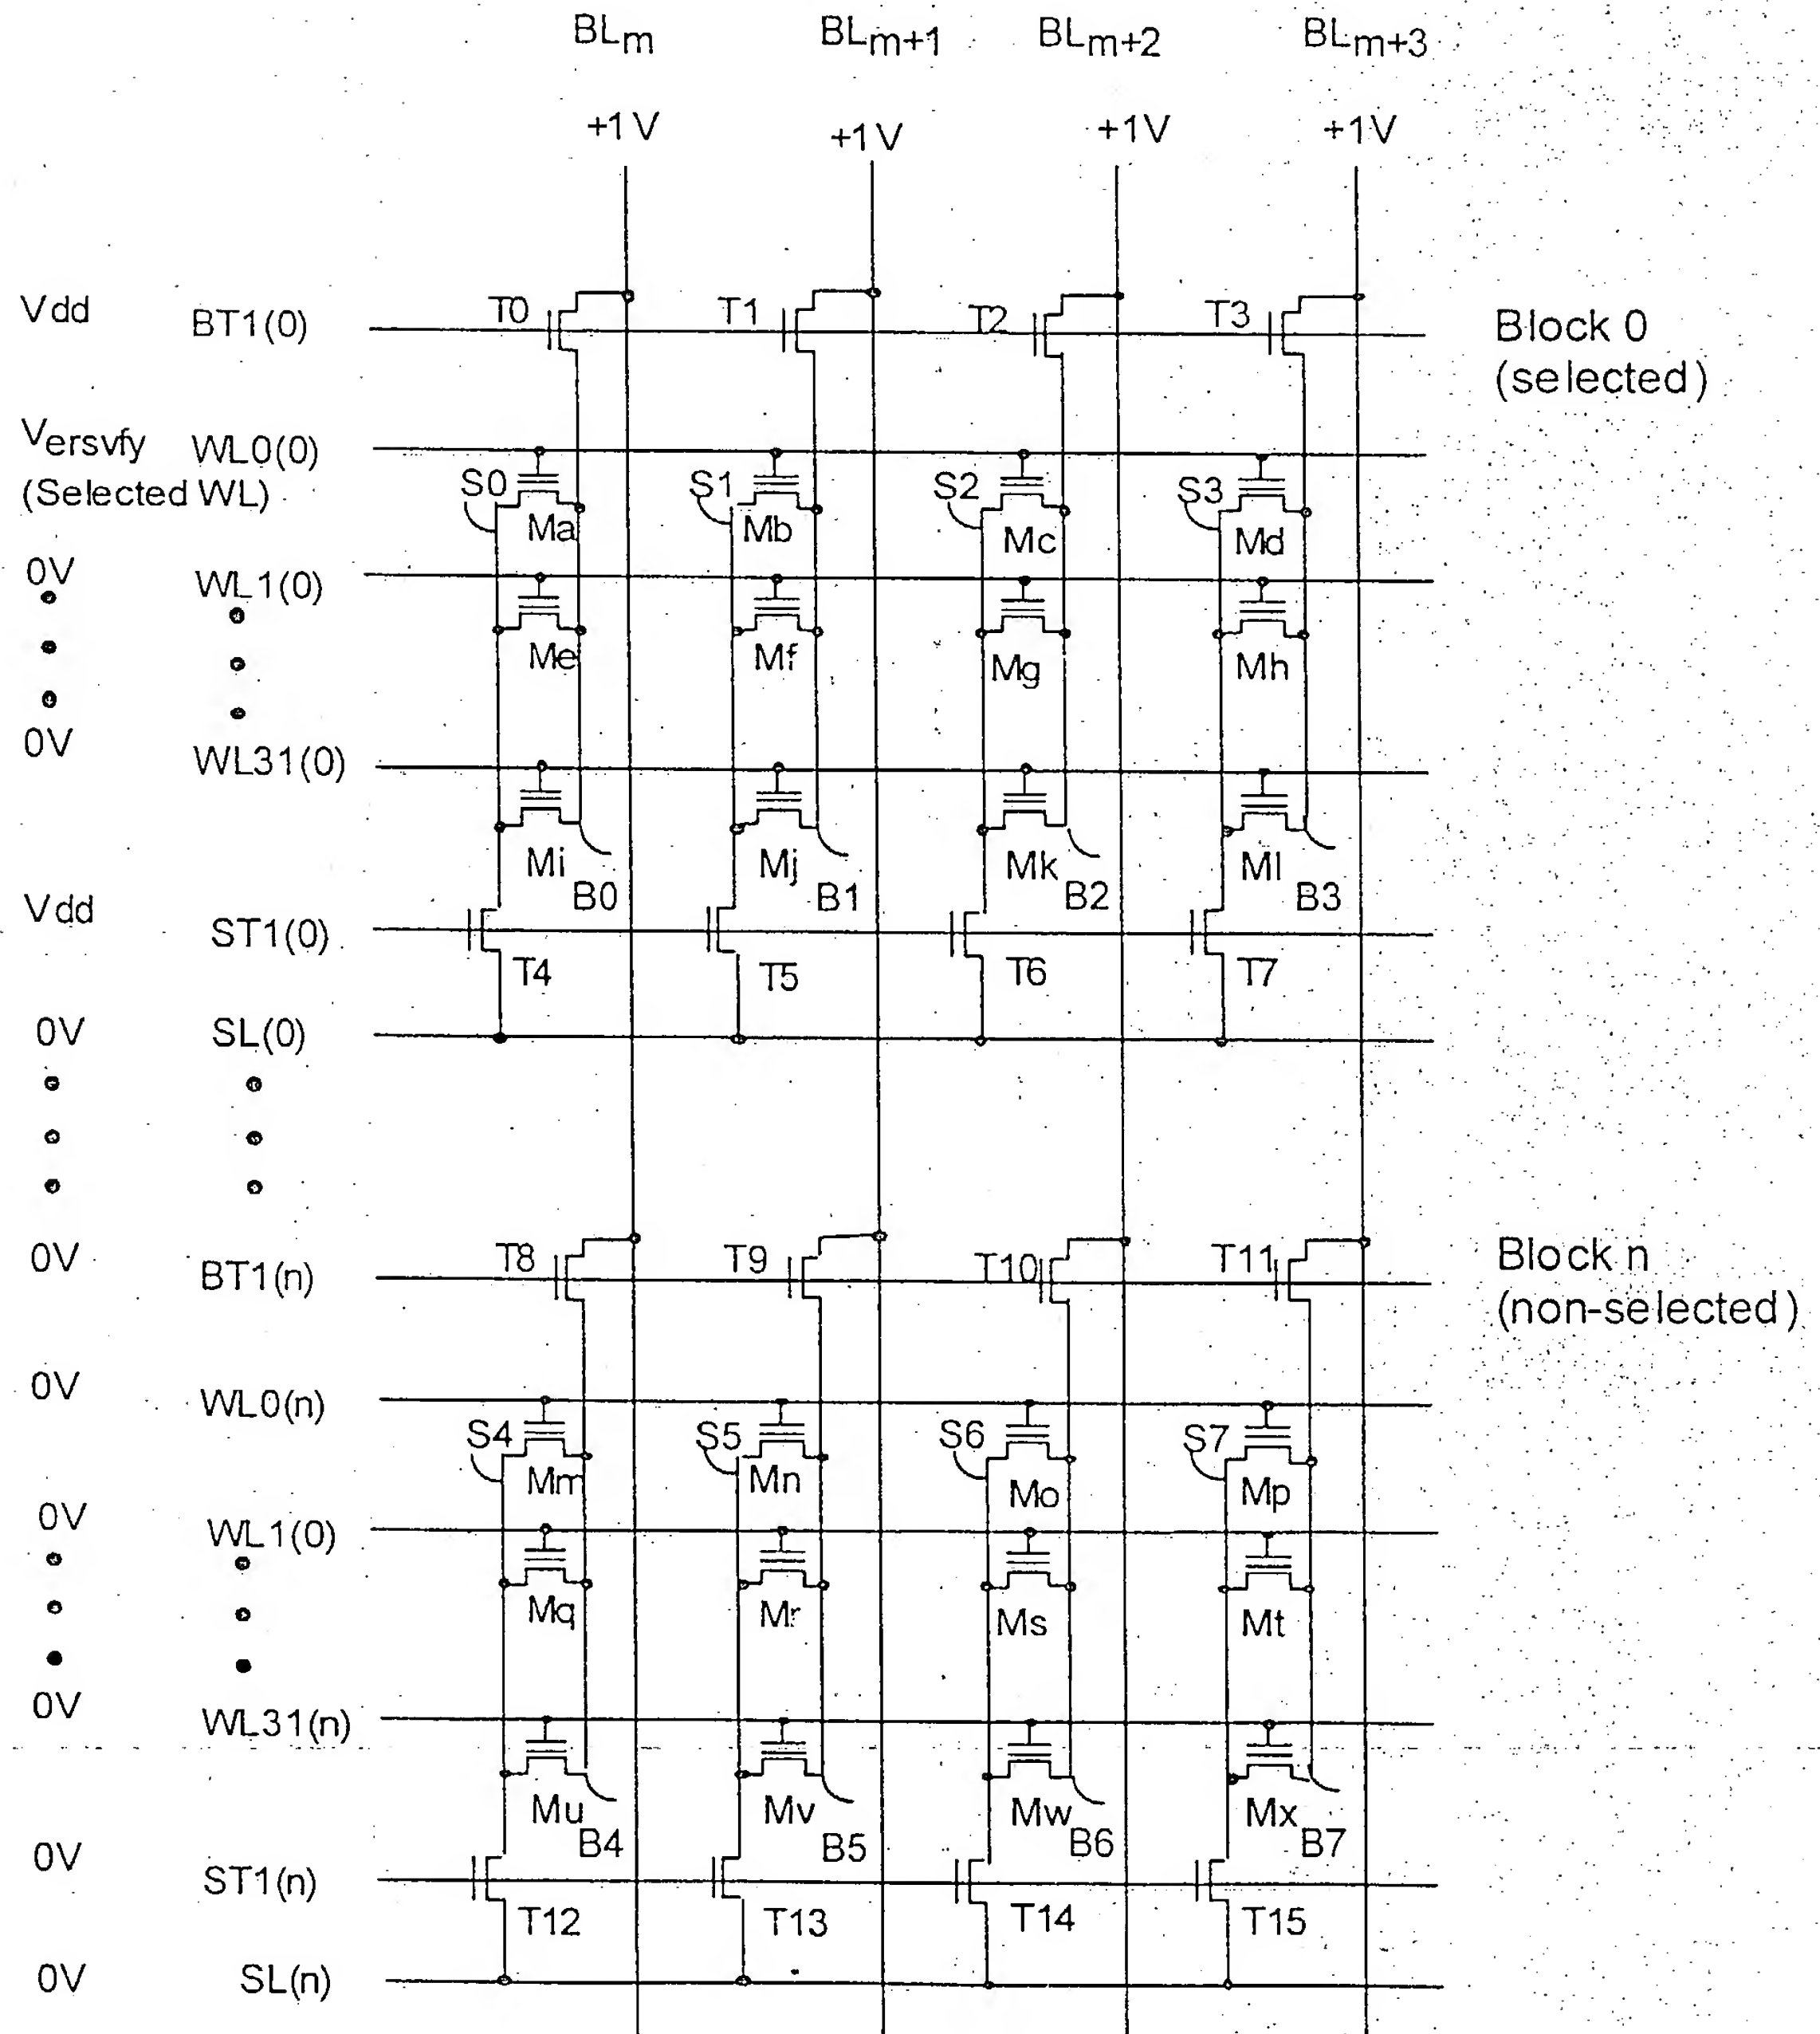 BLm BLm+1 BLm+2 BLm+3
+1V +1V +1V +1V
Vdd BT1(0) T0 T1 T2 T3 Block 0
(selected)
Versvfy WL0(0)
(Selected WL) S0 S1 S2 S3
Ma Mb Mc Md
0V WL1(0)
Me Mf Mg Mh
0V WL31(0)
Mi Mj Mk Ml
B0 B1 B2 B3
Vdd ST1(0)
T4 T5 T6 T7
0V SL(0)
0V BT1(n) T8 T9 T10 T11 Block n
(non-selected)
0V WL0(n)
S4 S5 S6 S7
Mm Mn Mo Mp
0V WL1(0)
Mq Mr Ms Mt
0V WL31(n)
Mu Mv Mw Mx
B4 B5 B6 B7
0V ST1(n)
T12 T13 T14 T15
0V SL(n)